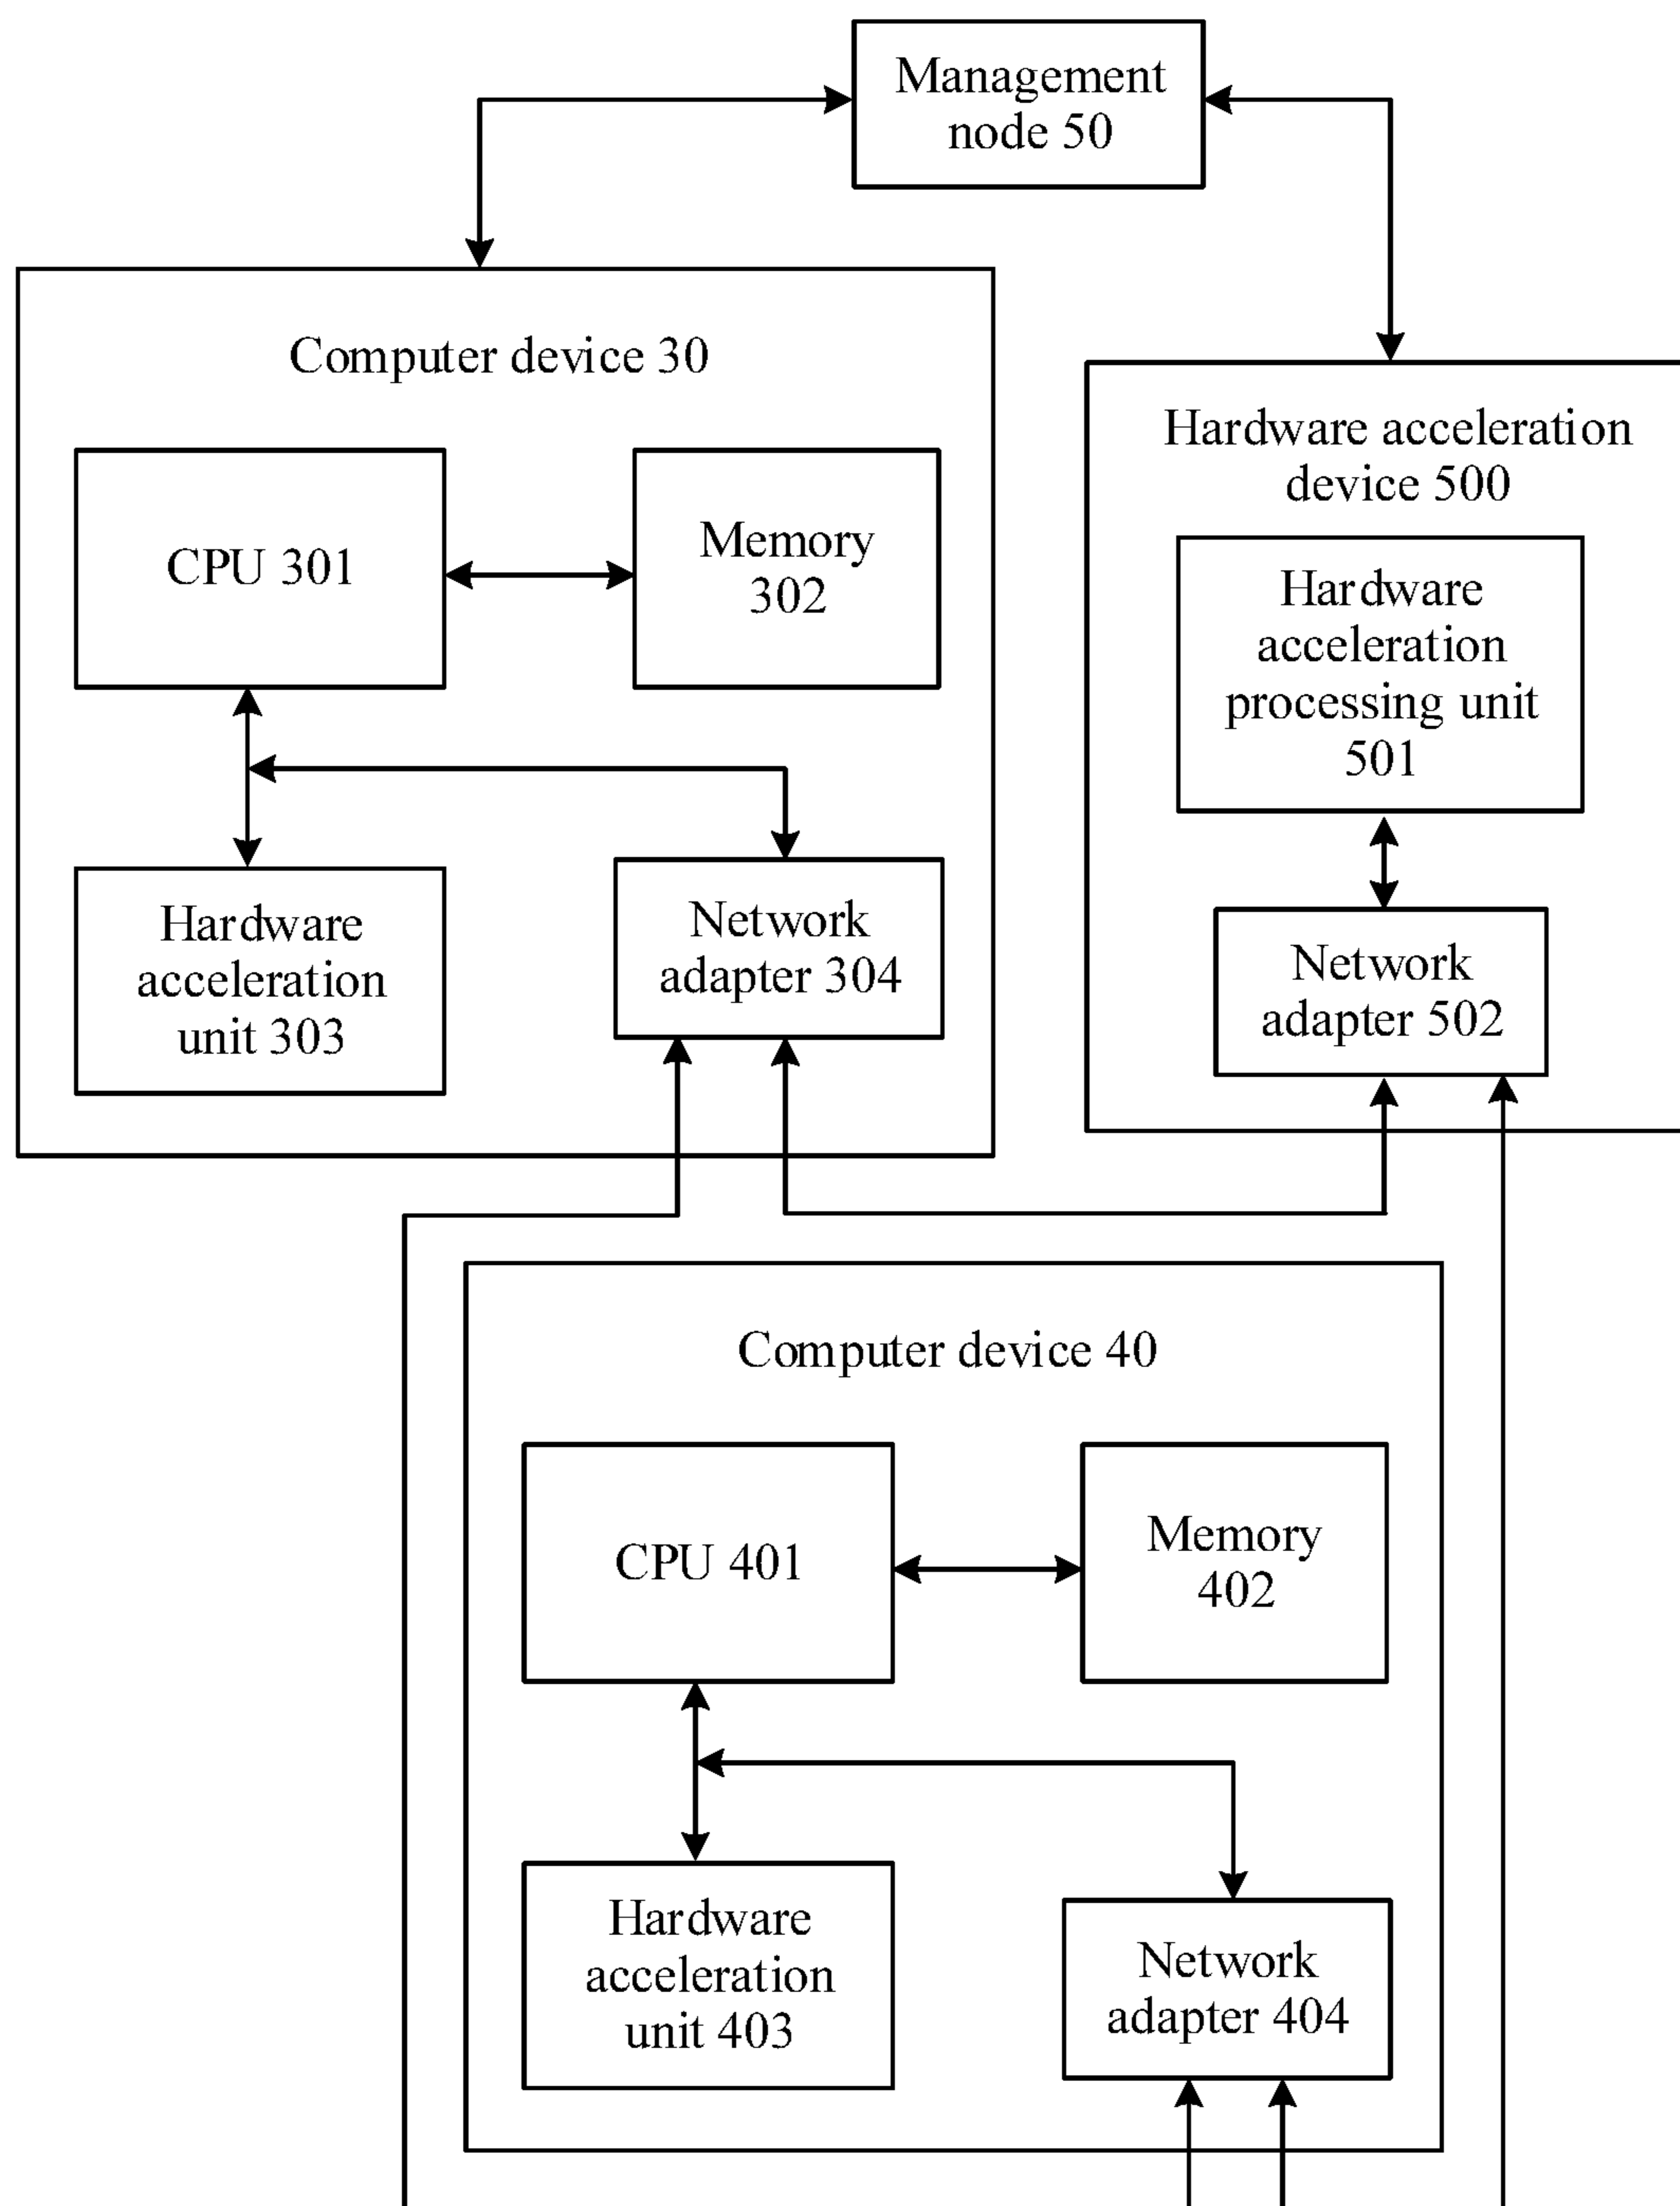 Management
node 50
Computer device 30
CPU 301
Memory
302
Hardware
acceleration
unit 303
Network
adapter 304
Hardware acceleration
device 500
Hardware
acceleration
processing unit
501
Network
adapter 502
Computer device 40
CPU 401
Memory
402
Hardware
acceleration
unit 403
Network
adapter 404